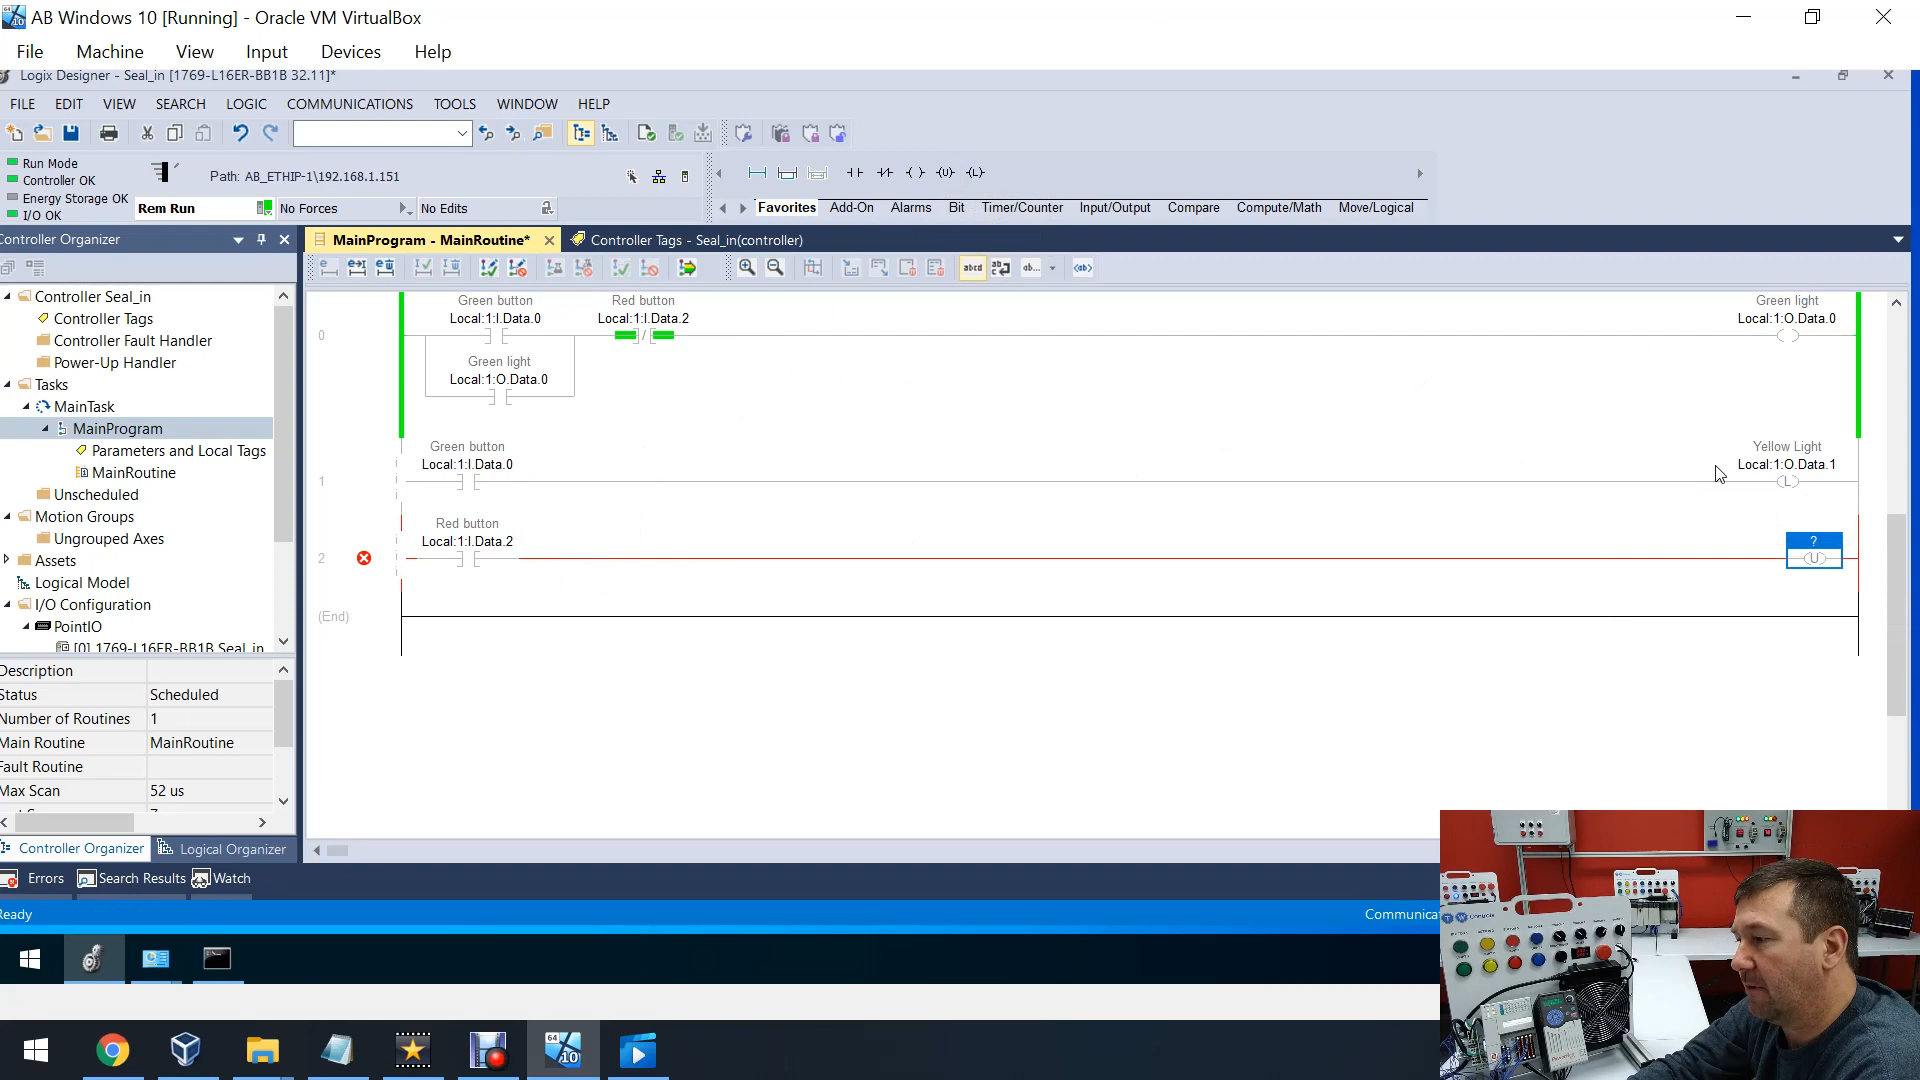 AB Windows 10 [Running] - Oracle VM VirtualBox
File Machine View Input Devices Help
Logix Designer - Seal_in [1769-L16ER-BB1B 32.11]*
FILE EDIT VIEW SEARCH LOGIC COMMUNICATIONS TOOLS WINDOW HELP
Run Mode
Controller OK
Energy Storage OK
I/O OK
Path: AB_ETHIP-1\192.168.1.151
Rem Run No Forces No Edits
Favorites Add-On Alarms Bit Timer/Counter Input/Output Compare Compute/Math Move/Logical
Controller Organizer
MainProgram - MainRoutine*
Controller Tags - Seal_in(controller)
Controller Seal_in
Controller Tags
Controller Fault Handler
Power-Up Handler
Tasks
MainTask
MainProgram
Parameters and Local Tags
MainRoutine
Unscheduled
Motion Groups
Ungrouped Axes
Assets
Logical Model
I/O Configuration
PointIO
[0] 1769-L16ER-BB1B Seal_in
Description
Status Scheduled
Number of Routines 1
Main Routine MainRoutine
Fault Routine
Max Scan 52 us
Controller Organizer Logical Organizer
Green button Red button Green light
Local:1:I.Data.0 Local:1:I.Data.2 Local:1:O.Data.0
0
Green light
Local:1:O.Data.0
Green button Yellow Light
Local:1:I.Data.0 Local:1:O.Data.1
1 L
Red button
Local:1:I.Data.2 ?
2 U
(End)
Errors Search Results Watch
Ready Communica